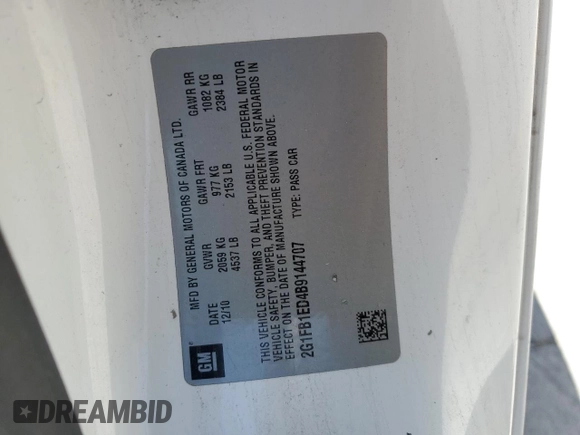 MFD BY GENERAL MOTORS OF CANADA LTD.
DATE GVWR GAWR FRT GAWR RR
12/10 2059 KG 977 KG 1082 KG
4537 LB 2153 LB 2384 LB
THIS VEHICLE CONFORMS TO ALL APPLICABLE U.S. FEDERAL MOTOR
VEHICLE SAFETY, BUMPER, AND THEFT PREVENTION STANDARDS IN
EFFECT ON THE DATE OF MANUFACTURE SHOWN ABOVE.
2G1FB1ED4B9144707 TYPE: PASS CAR
GM
DREAMBID